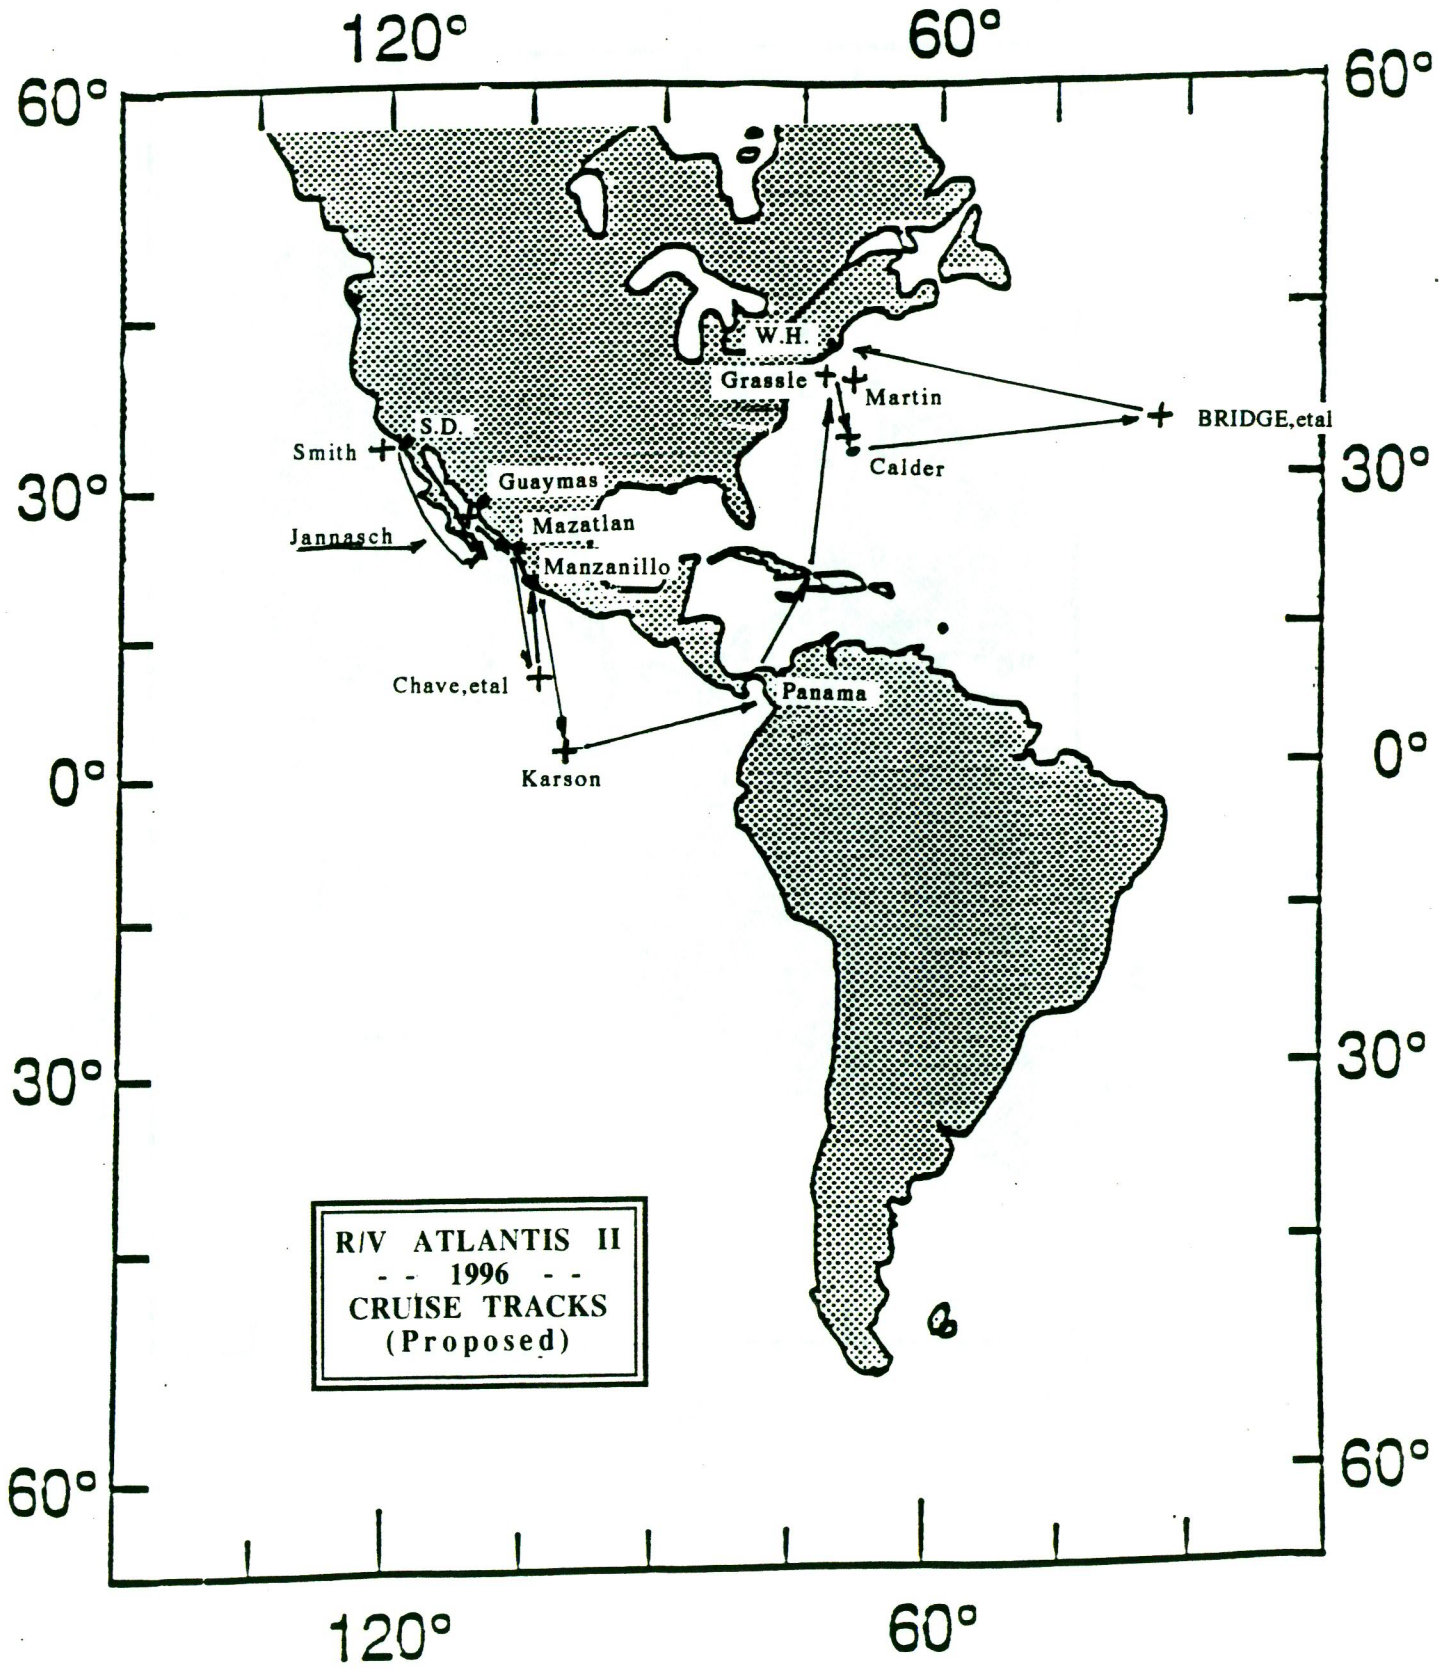 120° 60°
60° 60°
W.H.
Grassle
Martin
BRIDGE,etal
S.D.
Smith
Calder
30° 30°
Guaymas
Mazatlan
Jannasch
Manzanillo
Chave,etal
Panama
0° 0°
Karson
30° 30°
R/V ATLANTIS II
- - 1996 - -
CRUISE TRACKS
(Proposed)
60° 60°
120° 60°